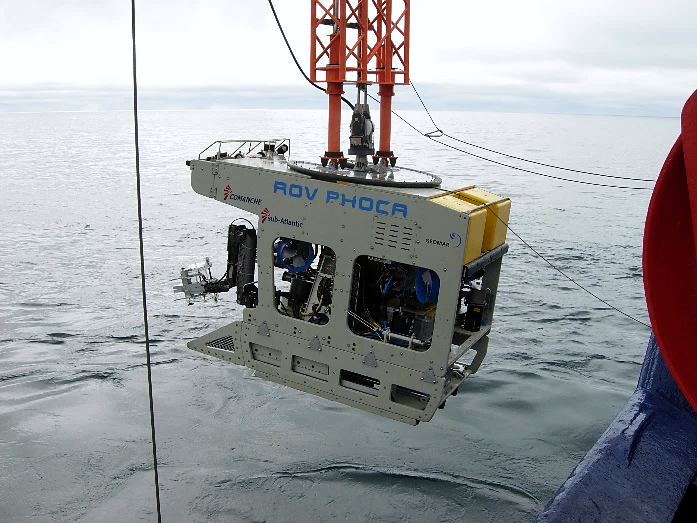 ROV PHOCA
COMANCHE
sub-Atlantic
GEOMAR